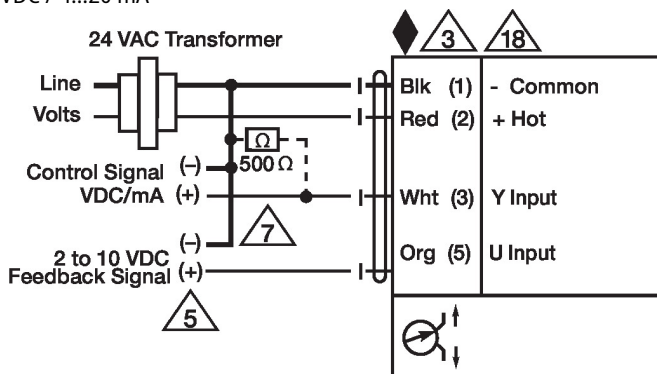 VDC / 4...20 mA
24 VAC Transformer
3
18
Line
Volts
Blk (1) - Common
Red (2) + Hot
Ω
500 Ω
Control Signal (–)
VDC/mA (+)
Wht (3) Y Input
7
(–)
2 to 10 VDC
Feedback Signal (+)
Org (5) U Input
5